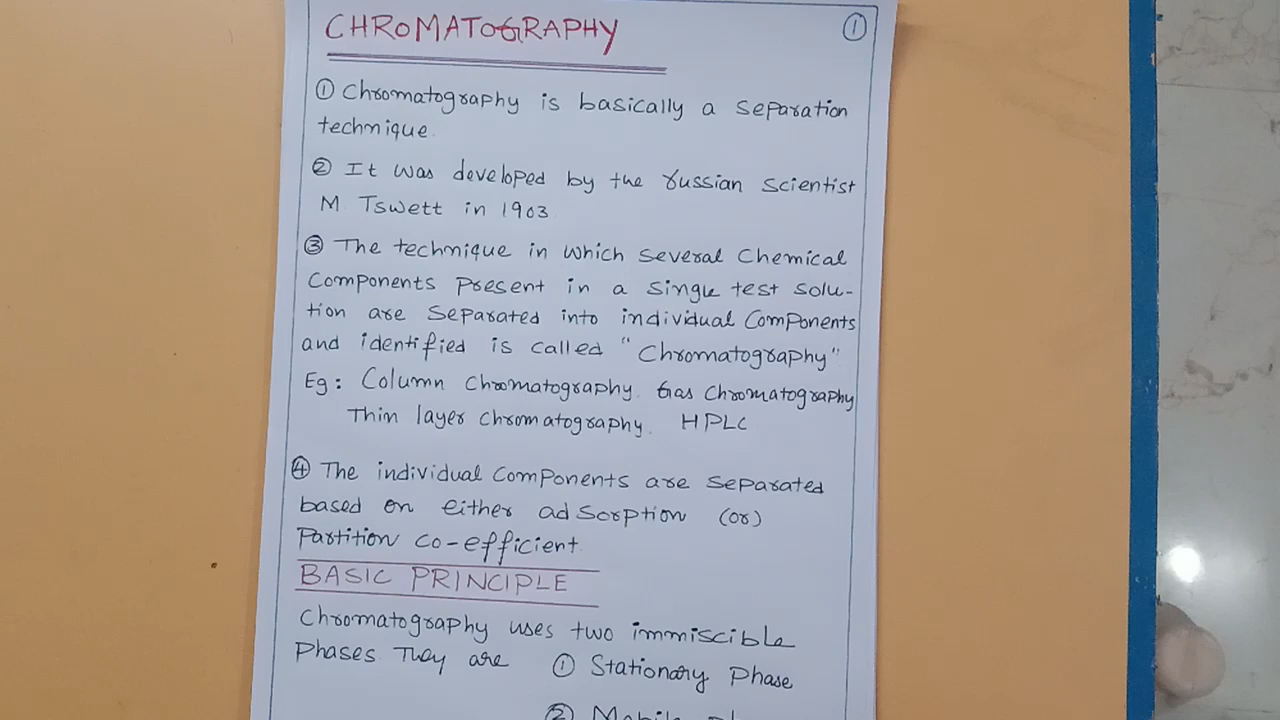 CHROMATOGRAPHY
①
① Chromatography is basically a separation
technique.
② It was developed by the russian scientist
M Tswett in 1903
③ The technique in which several chemical
Components present in a single test solu-
tion are separated into individual Components
and identified is called "Chromatography"
Eg: Column chromatography. Gas chromatography
Thin layer chromatography. HPLC
④ The individual Components are separated
based on either adsorption (or)
Partition co-efficient.
BASIC PRINCIPLE
Chromatography uses two immiscible
Phases They are ① Stationary Phase
② Mobile